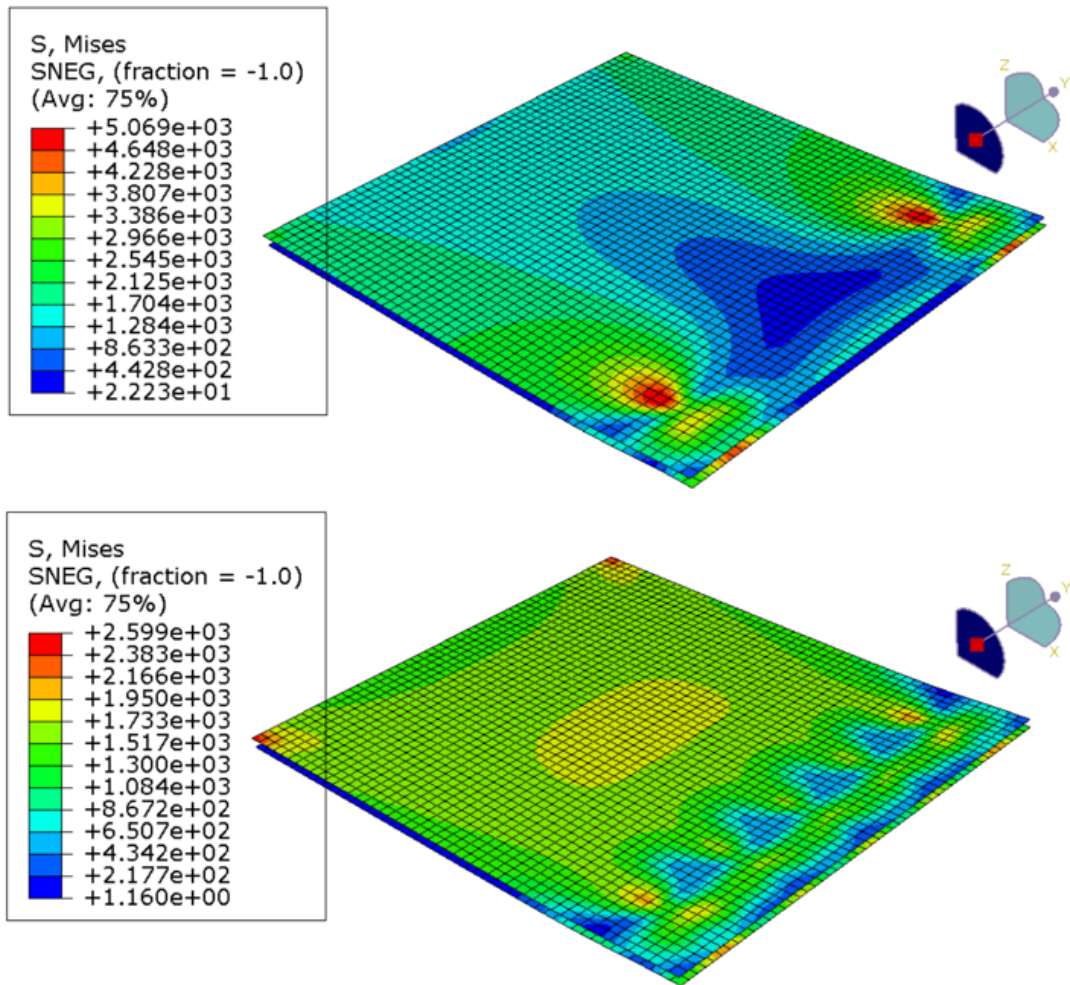 S, Mises
SNEG, (fraction = -1.0)
(Avg: 75%)
+5.069e+03
+4.648e+03
+4.228e+03
+3.807e+03
+3.386e+03
+2.966e+03
+2.545e+03
+2.125e+03
+1.704e+03
+1.284e+03
+8.633e+02
+4.428e+02
+2.223e+01
Z
Y
X
S, Mises
SNEG, (fraction = -1.0)
(Avg: 75%)
+2.599e+03
+2.383e+03
+2.166e+03
+1.950e+03
+1.733e+03
+1.517e+03
+1.300e+03
+1.084e+03
+8.672e+02
+6.507e+02
+4.342e+02
+2.177e+02
+1.160e+00
Z
Y
X